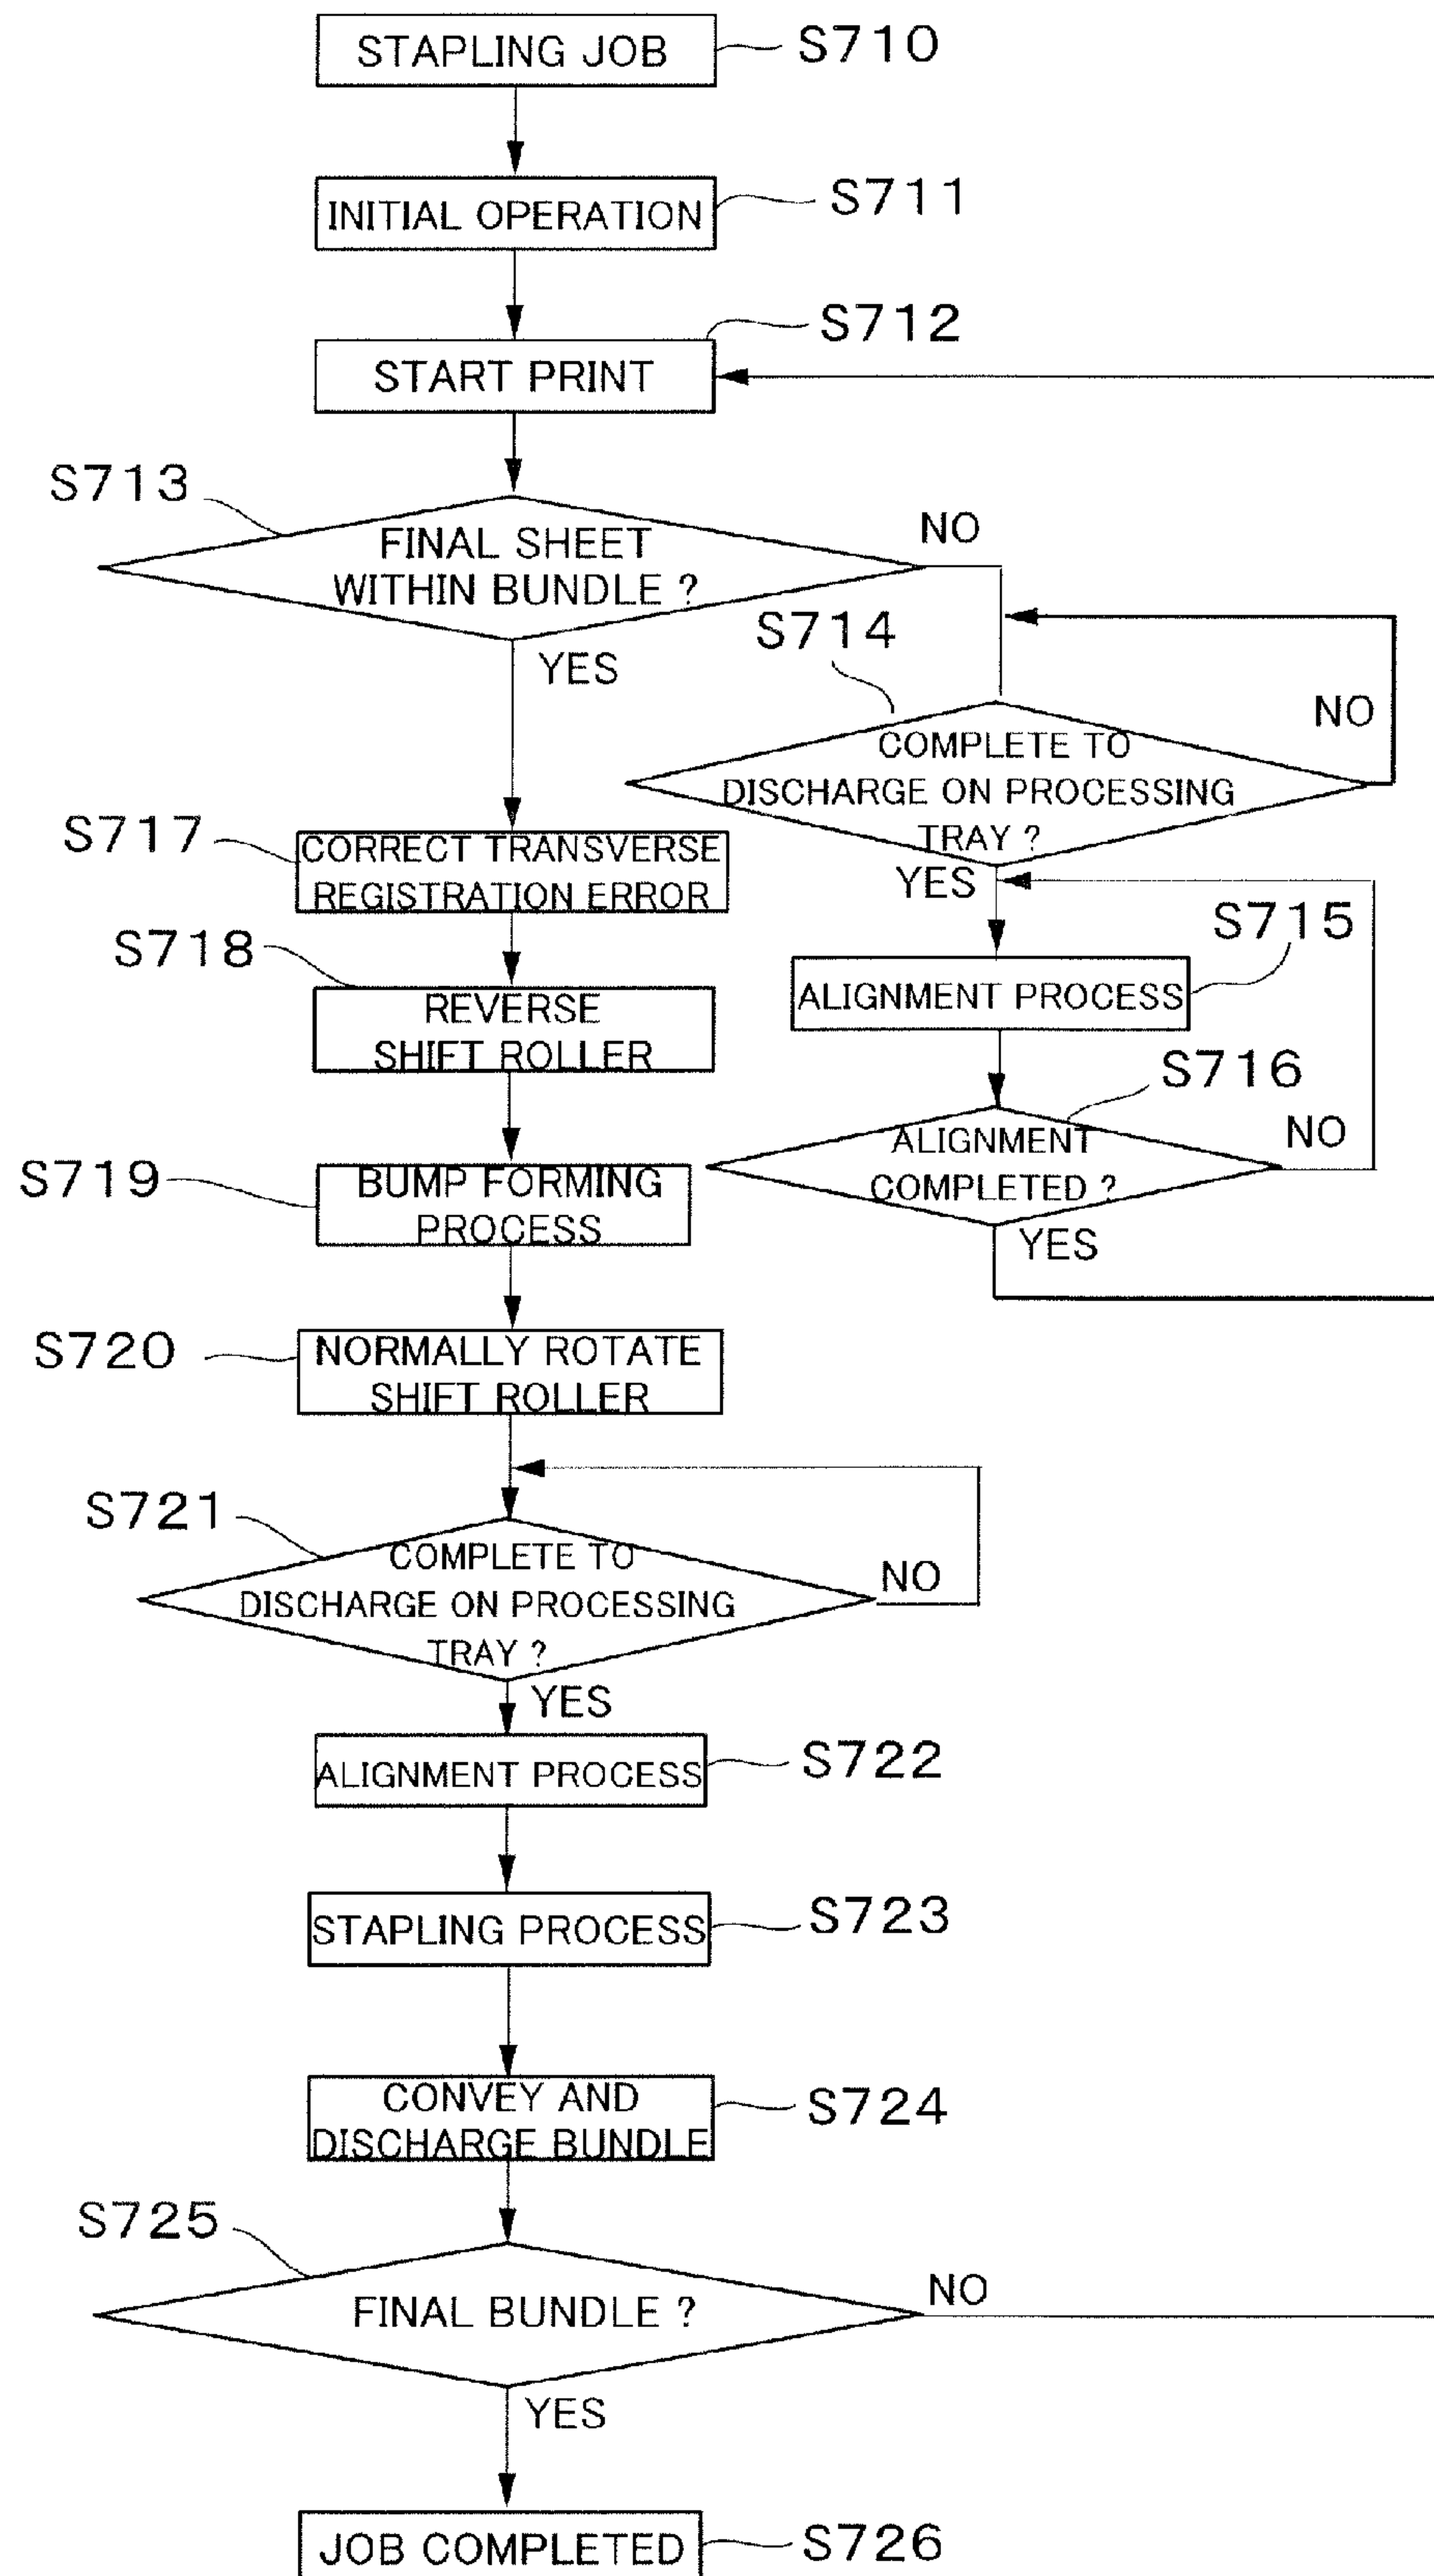 STAPLING JOB
S710
INITIAL OPERATION
S711
START PRINT
S712
S713
FINAL SHEET
WITHIN BUNDLE ?
NO
YES
S714
COMPLETE TO
DISCHARGE ON PROCESSING
TRAY ?
NO
YES
S715
ALIGNMENT PROCESS
S716
ALIGNMENT
COMPLETED ?
NO
YES
S717
CORRECT TRANSVERSE
REGISTRATION ERROR
S718
REVERSE
SHIFT ROLLER
S719
BUMP FORMING
PROCESS
S720
NORMALLY ROTATE
SHIFT ROLLER
S721
COMPLETE TO
DISCHARGE ON PROCESSING
TRAY ?
NO
YES
ALIGNMENT PROCESS
S722
STAPLING PROCESS
S723
CONVEY AND
DISCHARGE BUNDLE
S724
S725
FINAL BUNDLE ?
NO
YES
JOB COMPLETED
S726